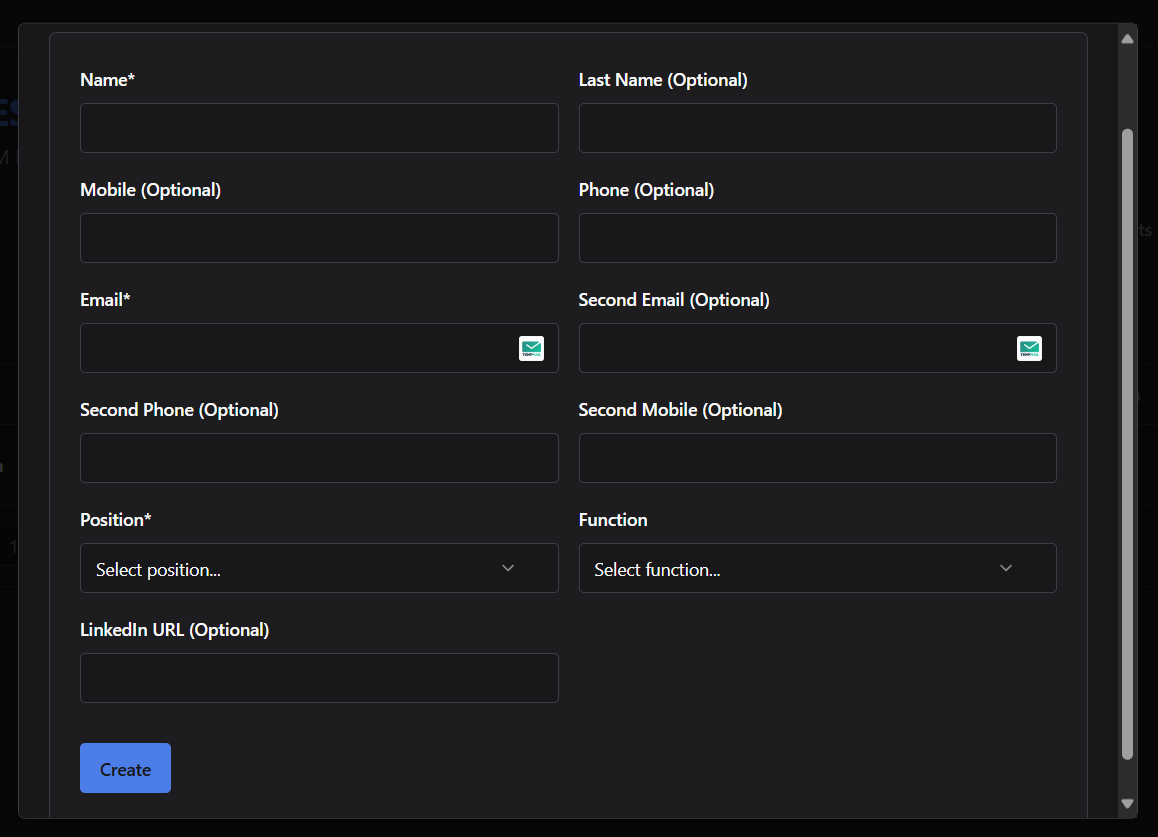 Name*
Last Name (Optional)
Mobile (Optional)
Phone (Optional)
Email*
Second Email (Optional)
Second Phone (Optional)
Second Mobile (Optional)
Position*
Function
Select position...
Select function...
LinkedIn URL (Optional)
Create